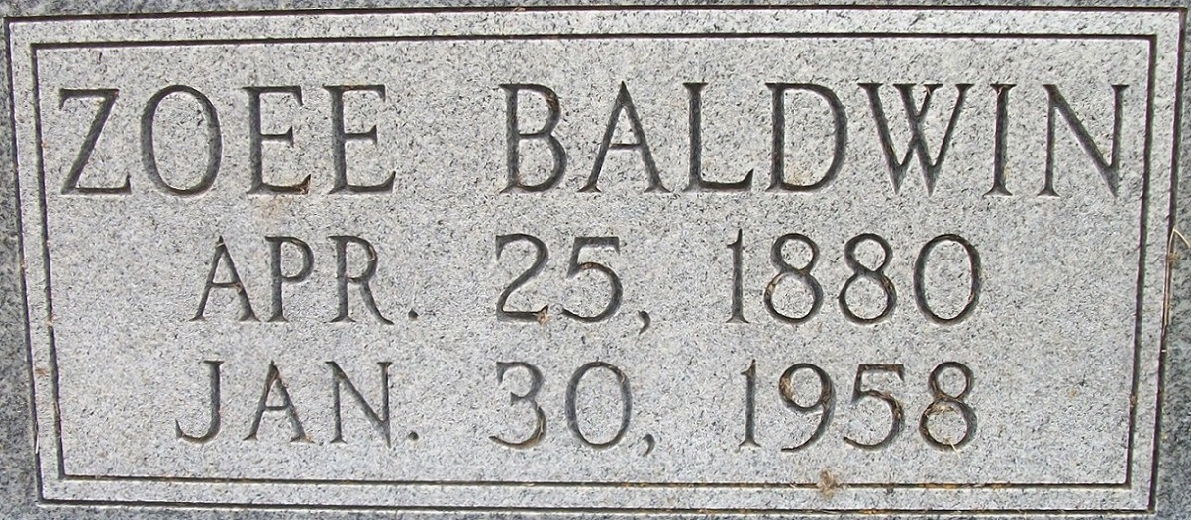 ZOEE BALDWIN
APR. 25, 1880
JAN. 30, 1958